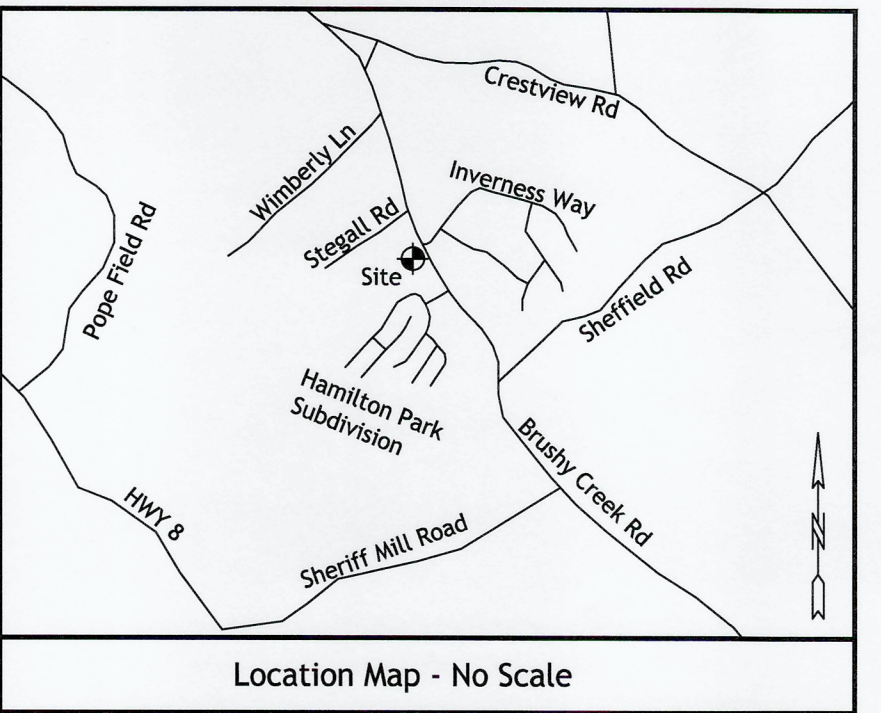 Crestview Rd
Wimberly Ln
Inverness Way
Stegall Rd
Site
Pope Field Rd
Sheffield Rd
Hamilton Park
Subdivision
Brushy Creek Rd
HWY 8
Sheriff Mill Road
N
Location Map - No Scale